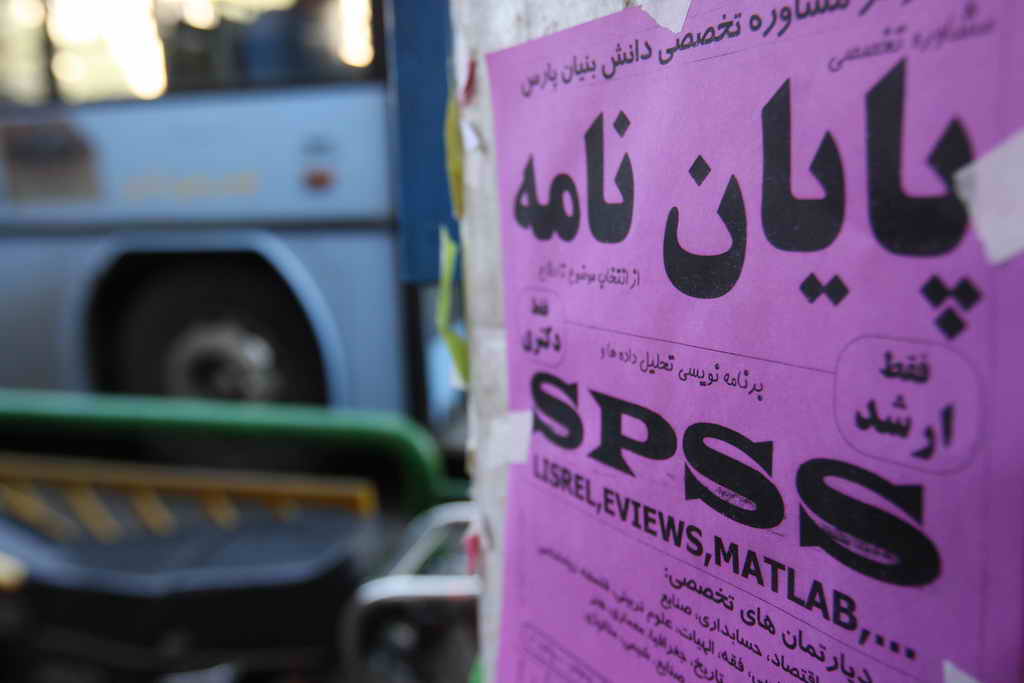 مشاوره تخصصی دانش بنیان پارس
مشاوره تخصصی
پایان نامه
از انتخاب موضوع تا دفاع
فقط
دکتری
فقط
ارشد
برنامه نویسی تحلیل داده ها و
SPSS
LISREL,EVIEWS,MATLAB,...
دپارتمان های تخصصی:
اقتصاد، حسابداری، صنایع
فقه، الهیات، علوم تربیتی، فلسفه،
تاریخ، جغرافیا، معماری، هنر
صنایع، شیمی،